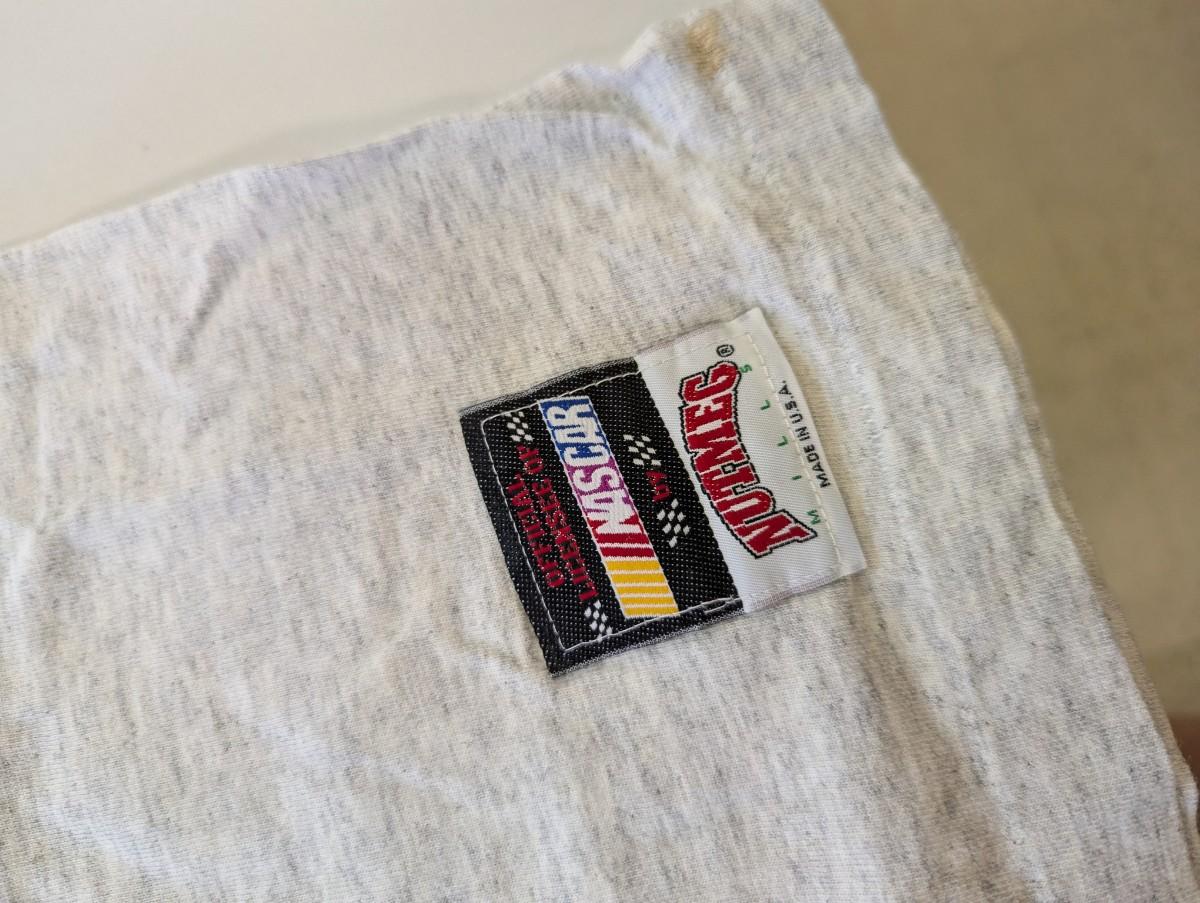 OFFICIAL
LICENSEE OF
NASCAR
by
NUTMEG®
MILLS
MADE IN U.S.A.